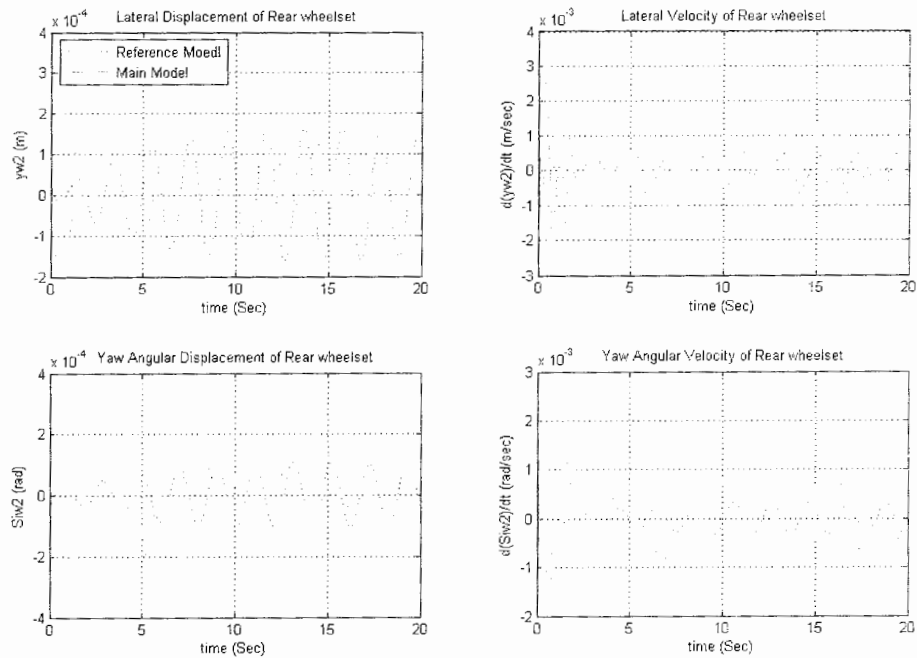 x 10⁻⁴ Lateral Displacement of Rear wheelset
4
3
2
1
0
-1
-2
yw2 (m)
Reference Moedl
Main Model
0 5 10 15 20
time (Sec)
x 10⁻³ Lateral Velocity of Rear wheelset
4
3
2
1
0
-1
-2
-3
d(yw2)/dt (m/sec)
0 5 10 15 20
time (Sec)
x 10⁻⁴ Yaw Angular Displacement of Rear wheelset
4
2
0
-2
-4
Siw2 (rad)
0 5 10 15 20
time (Sec)
x 10⁻³ Yaw Angular Velocity of Rear wheelset
3
2
1
0
-1
-2
d(Siw2)/dt (rad/sec)
0 5 10 15 20
time (Sec)